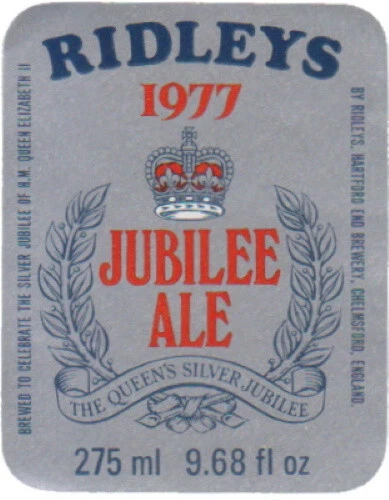 RIDLEYS
1977
JUBILEE
ALE
THE QUEEN'S SILVER JUBILEE
275 ml 9.68 fl oz
BREWED TO CELEBRATE THE SILVER JUBILEE OF H.M. QUEEN ELIZABETH II
BY RIDLEYS, HARTFORD END BREWERY, CHELMSFORD, ENGLAND.